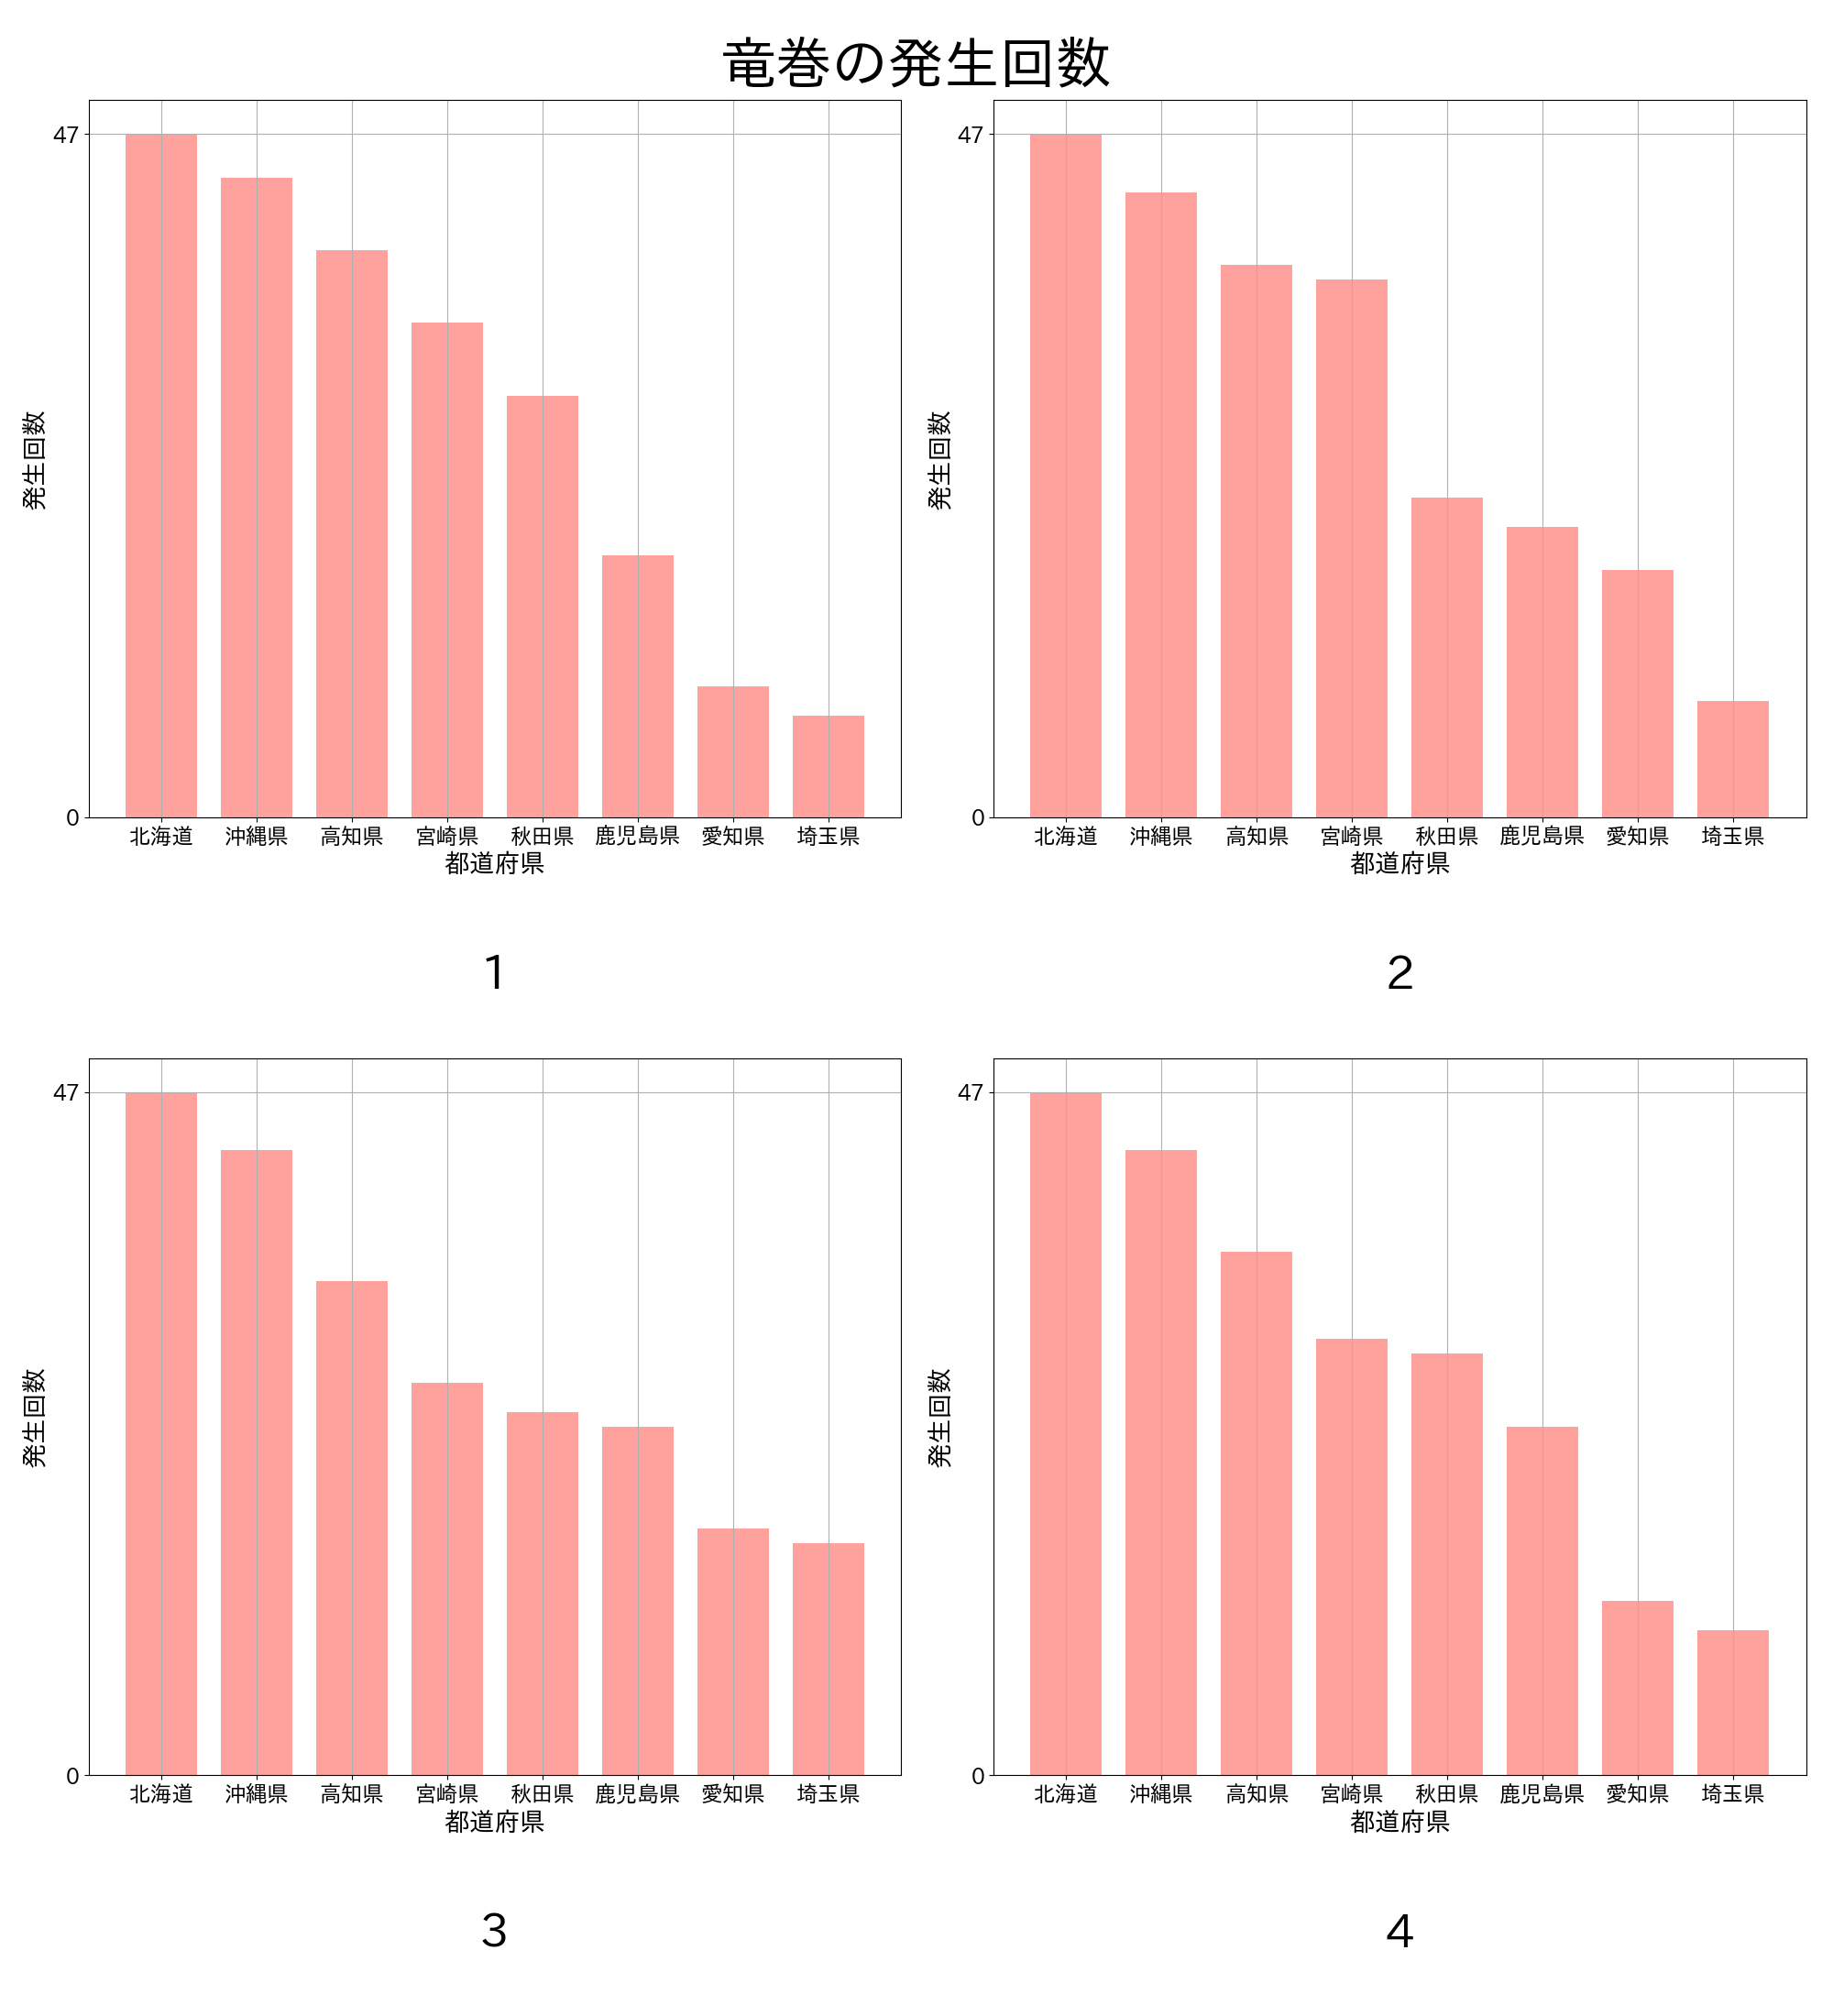 竜巻の発生回数
47
0
発生回数
北海道 沖縄県 高知県 宮崎県 秋田県 鹿児島県 愛知県 埼玉県
都道府県
1
47
0
発生回数
北海道 沖縄県 高知県 宮崎県 秋田県 鹿児島県 愛知県 埼玉県
都道府県
2
47
0
発生回数
北海道 沖縄県 高知県 宮崎県 秋田県 鹿児島県 愛知県 埼玉県
都道府県
3
47
0
発生回数
北海道 沖縄県 高知県 宮崎県 秋田県 鹿児島県 愛知県 埼玉県
都道府県
4